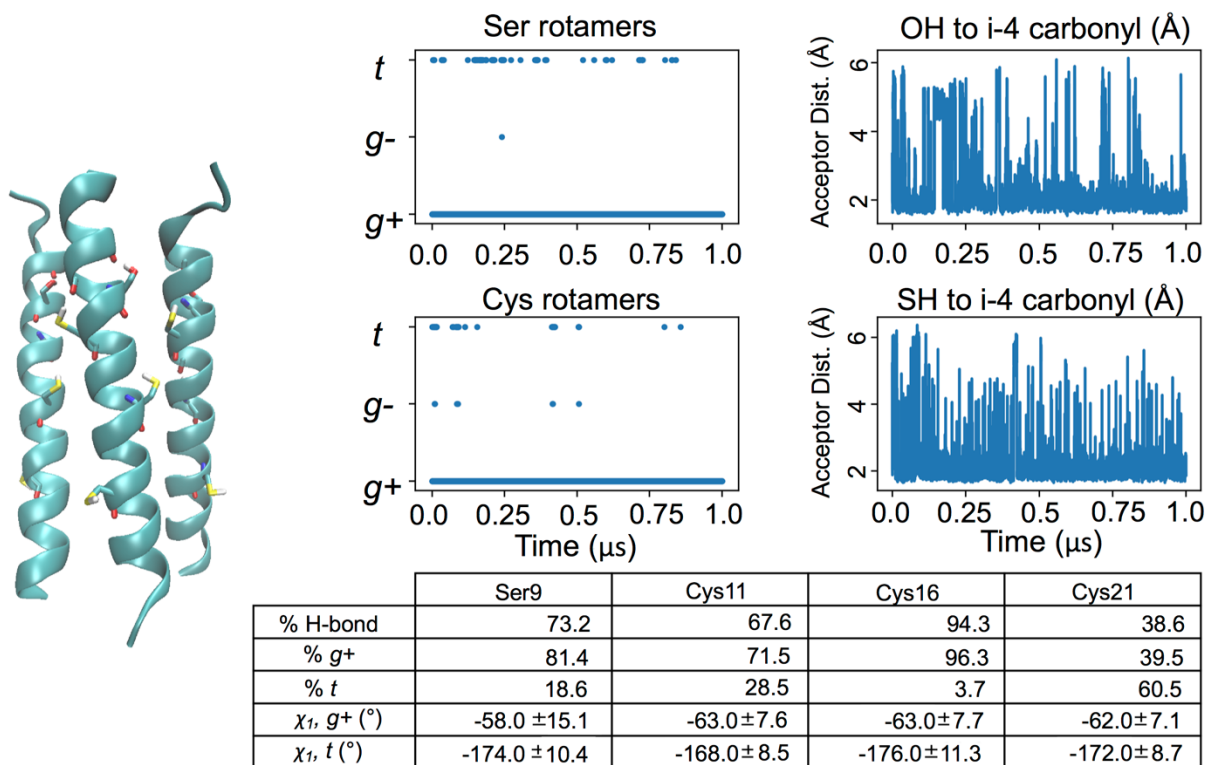 Ser rotamers
t
g-
g+
0.0 0.25 0.5 0.75 1.0
OH to i-4 carbonyl (Å)
Acceptor Dist. (Å)
6
4
2
0.0 0.25 0.5 0.75 1.0
Cys rotamers
t
g-
g+
0.0 0.25 0.5 0.75 1.0
Time (μs)
SH to i-4 carbonyl (Å)
Acceptor Dist. (Å)
6
4
2
0.0 0.25 0.5 0.75 1.0
Time (μs)
Ser9 Cys11 Cys16 Cys21
% H-bond 73.2 67.6 94.3 38.6
% g+ 81.4 71.5 96.3 39.5
% t 18.6 28.5 3.7 60.5
χ1, g+ (°) -58.0 ±15.1 -63.0±7.6 -63.0±7.7 -62.0±7.1
χ1, t (°) -174.0 ±10.4 -168.0±8.5 -176.0±11.3 -172.0±8.7